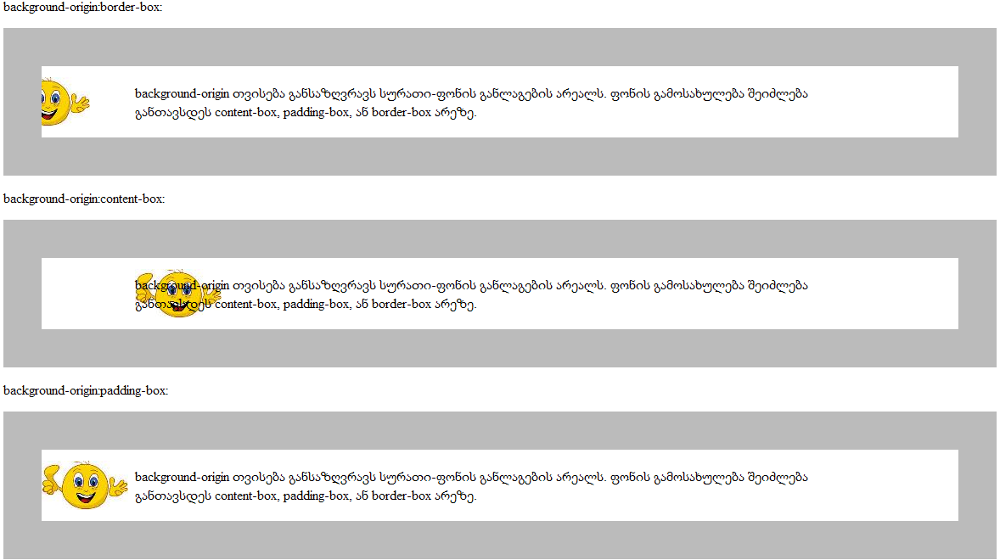 background-origin:border-box:
background-origin თვისება განსაზღვრავს სურათი-ფონის განლაგების არეალს. ფონის გამოსახულება შეიძლება
განთავსდეს content-box, padding-box, ან border-box არეზე.
background-origin:content-box:
background-origin თვისება განსაზღვრავს სურათი-ფონის განლაგების არეალს. ფონის გამოსახულება შეიძლება
განთავსდეს content-box, padding-box, ან border-box არეზე.
background-origin:padding-box:
background-origin თვისება განსაზღვრავს სურათი-ფონის განლაგების არეალს. ფონის გამოსახულება შეიძლება
განთავსდეს content-box, padding-box, ან border-box არეზე.